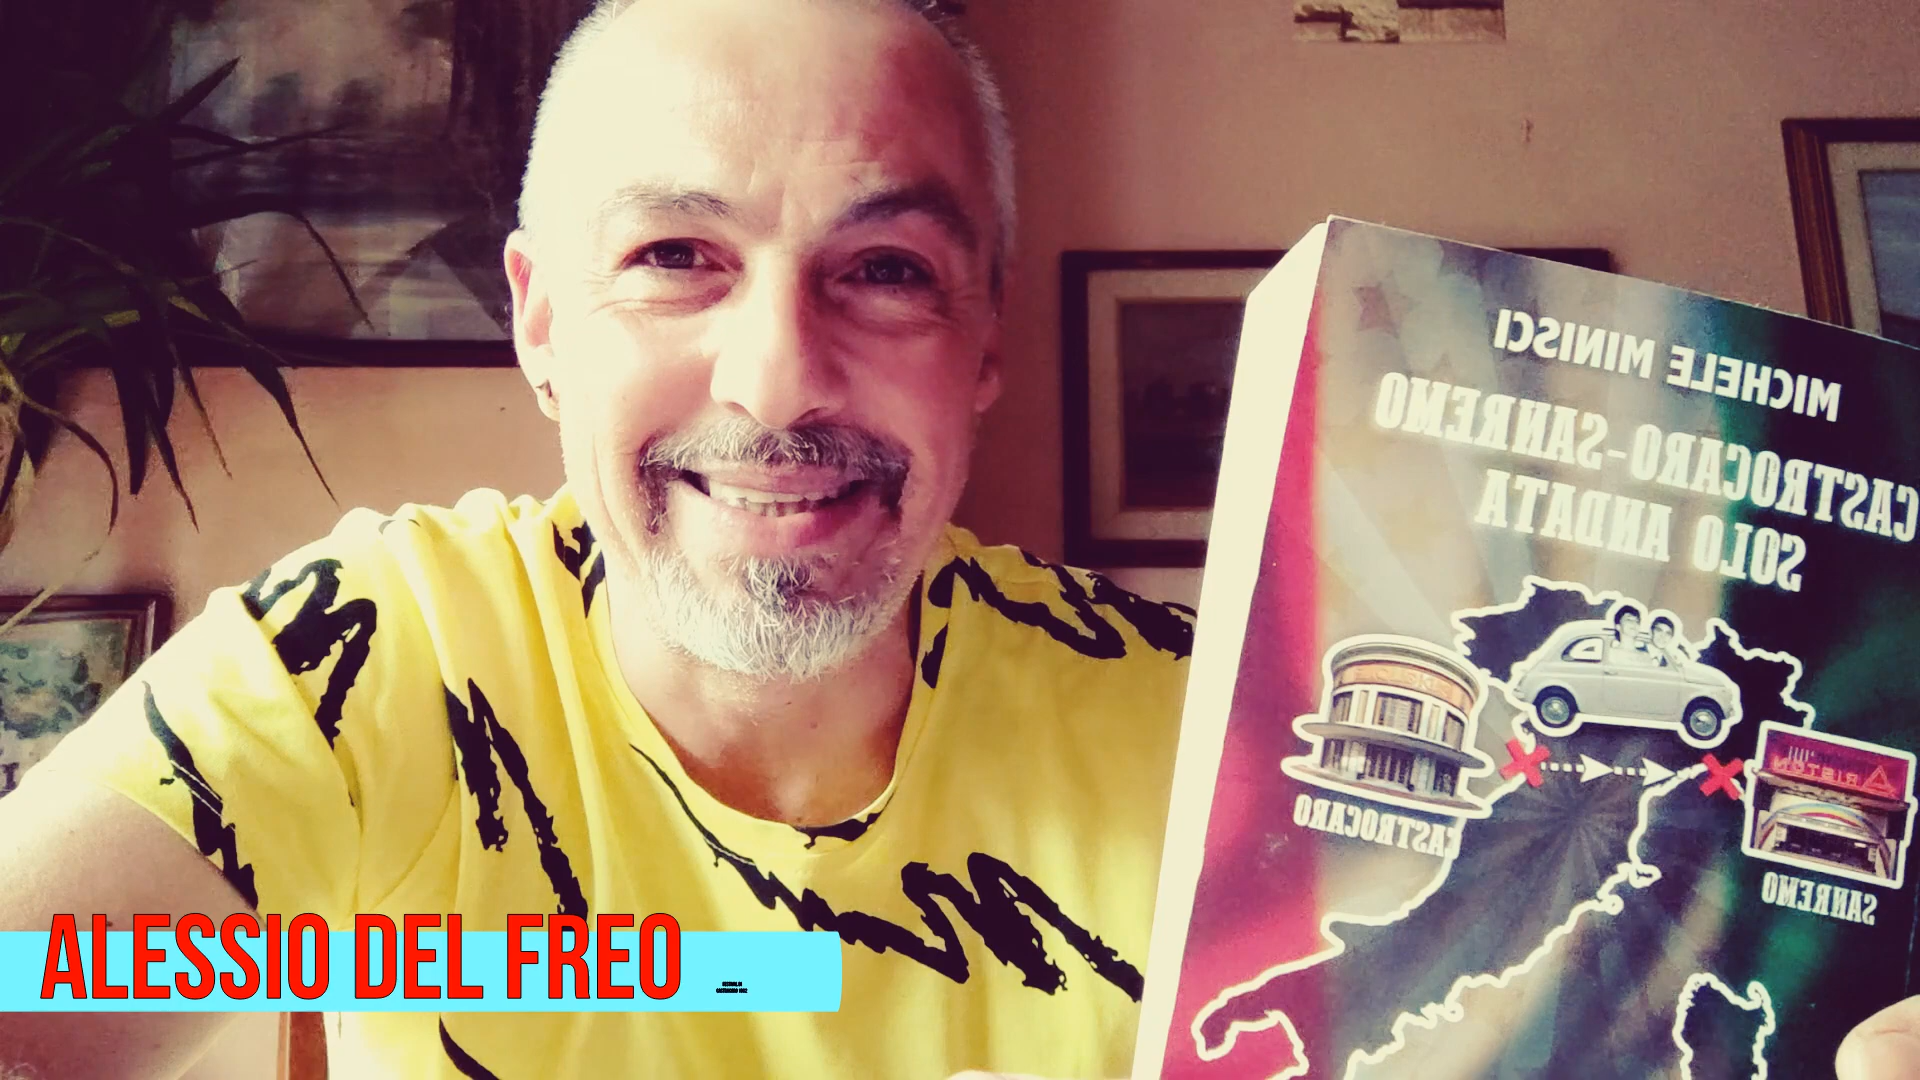 MICHELE MINISCI
CASTROCARO-SANREMO
SOLO ANDATA
CASTROCARO
ARISTON
SANREMO
ALESSIO DEL FREO